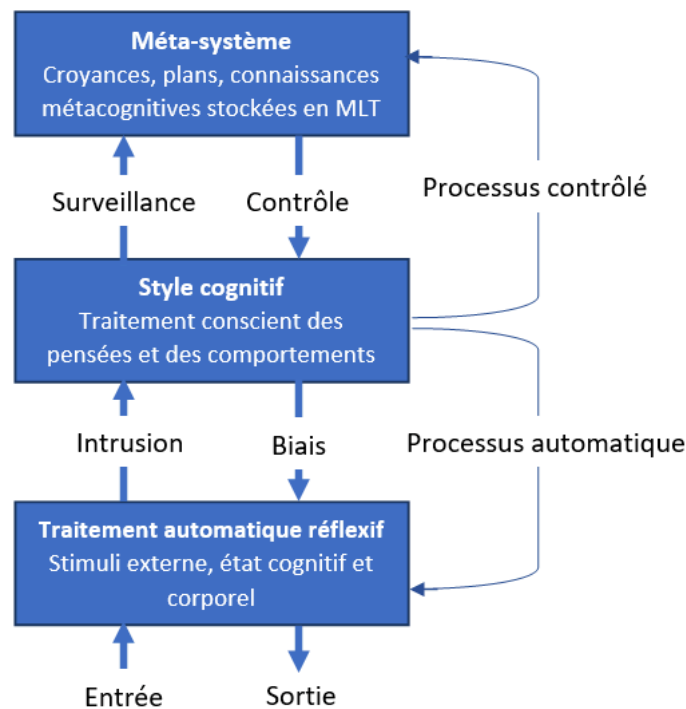 Méta-système
Croyances, plans, connaissances
métacognitives stockées en MLT
Surveillance
Contrôle
Processus contrôlé
Style cognitif
Traitement conscient des
pensées et des comportements
Intrusion
Biais
Processus automatique
Traitement automatique réflexif
Stimuli externe, état cognitif et
corporel
Entrée
Sortie